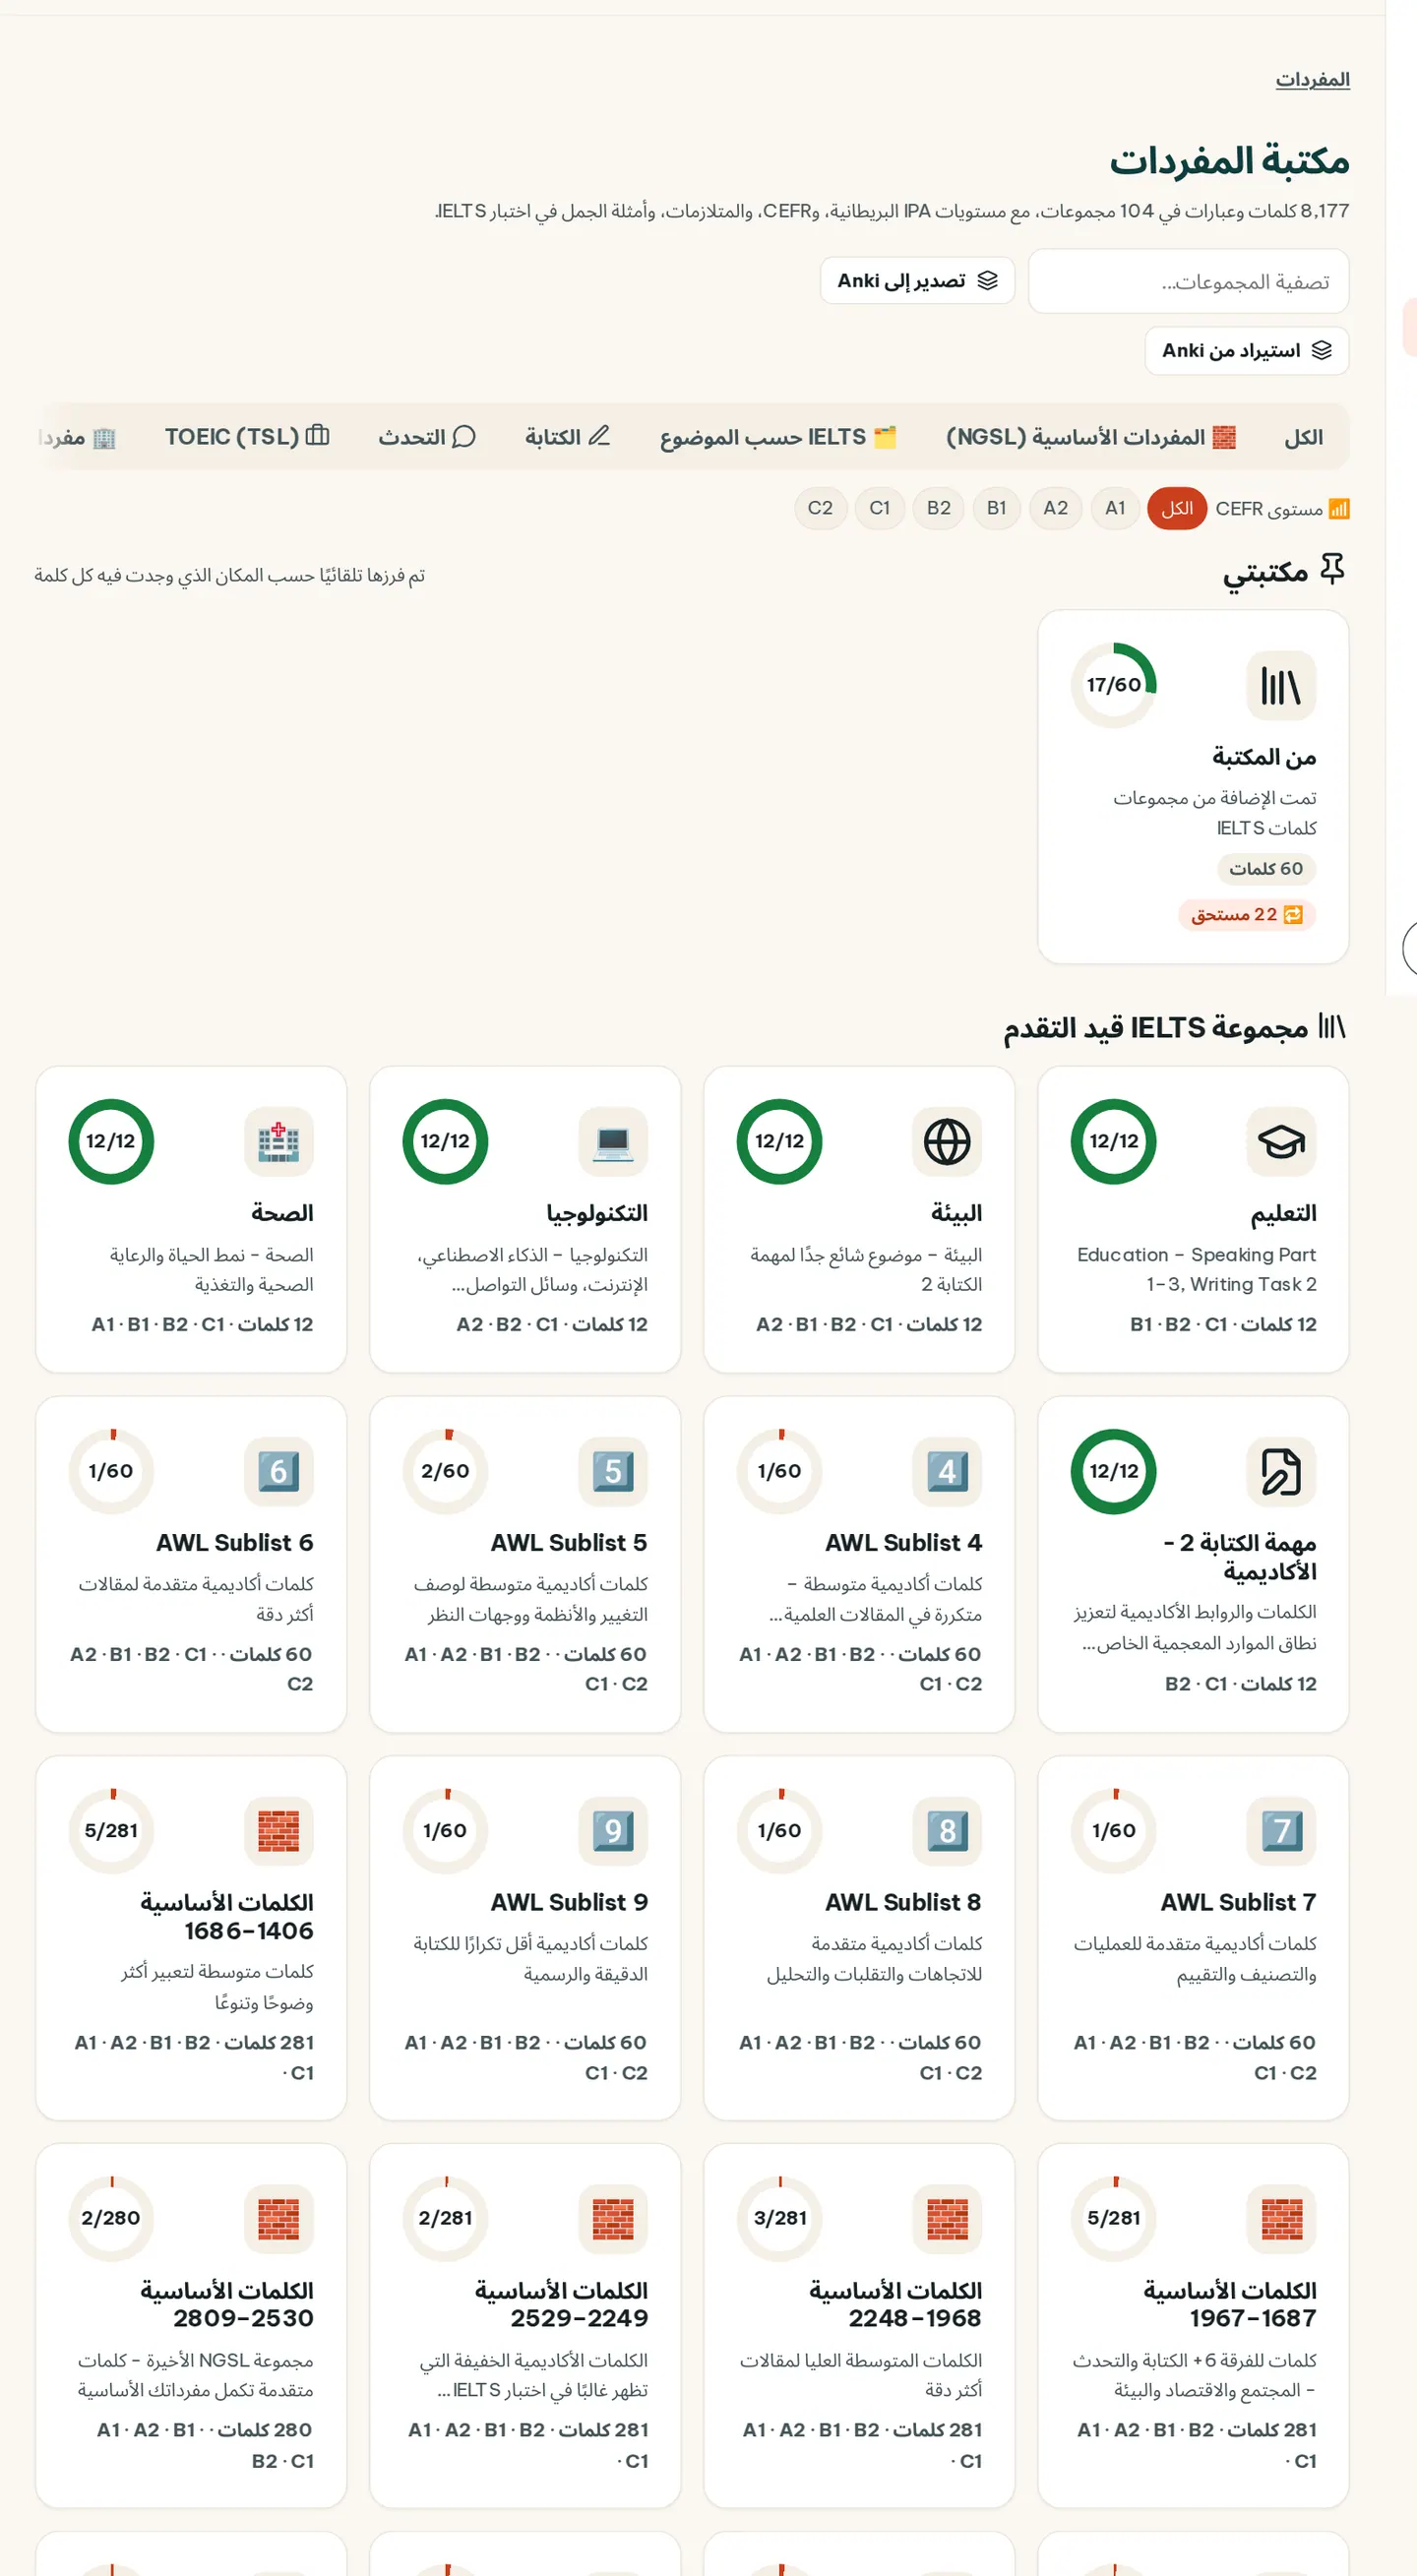 المفردات
مكتبة المفردات
8,177 كلمات وعبارات في 104 مجموعات، مع مستويات IPA البريطانية، وCEFR، والمتلازمات، وأمثلة الجمل في اختبار IELTS.
تصفية المجموعات...
تصدير إلى Anki
استيراد من Anki
الكل
المفردات الأساسية (NGSL)
IELTS حسب الموضوع
الكتابة
التحدث
TOEIC (TSL)
مستوى CEFR
الكل
A1
A2
B1
B2
C1
C2
مكتبتي
تم فرزها تلقائيًا حسب المكان الذي وجدت فيه كل كلمة
17/60
من المكتبة
تمت الإضافة من مجموعات
كلمات IELTS
60 كلمات
22 مستحق
مجموعة IELTS قيد التقدم
12/12
التعليم
Education – Speaking Part
1–3, Writing Task 2
12 كلمات · B1 · B2 · C1
12/12
البيئة
البيئة – موضوع شائع جدًا لمهمة
الكتابة 2
12 كلمات · A2 · B1 · B2 · C1
12/12
التكنولوجيا
التكنولوجيا – الذكاء الاصطناعي،
الإنترنت، وسائل التواصل...
12 كلمات · A2 · B2 · C1
12/12
الصحة
الصحة – نمط الحياة والرعاية
الصحية والتغذية
12 كلمات · A1 · B1 · B2 · C1
12/12
مهمة الكتابة 2 -
الأكاديمية
الكلمات والروابط الأكاديمية لتعزيز
نطاق الموارد المعجمية الخاص...
12 كلمات · B2 · C1
4
1/60
AWL Sublist 4
كلمات أكاديمية متوسطة –
متكررة في المقالات العلمية...
60 كلمات · A1 · A2 · B1 · B2 ·
C1 · C2
5
2/60
AWL Sublist 5
كلمات أكاديمية متوسطة لوصف
التغيير والأنظمة ووجهات النظر
60 كلمات · A1 · A2 · B1 · B2 ·
C1 · C2
6
1/60
AWL Sublist 6
كلمات أكاديمية متقدمة لمقالات
أكثر دقة
60 كلمات · A2 · B1 · B2 · C1 ·
C2
7
1/60
AWL Sublist 7
كلمات أكاديمية متقدمة للعمليات
والتصنيف والتقييم
60 كلمات · A1 · A2 · B1 · B2 ·
C1 · C2
8
1/60
AWL Sublist 8
كلمات أكاديمية متقدمة
للاتجاهات والتقلبات والتحليل
60 كلمات · A1 · A2 · B1 · B2 ·
C1 · C2
9
1/60
AWL Sublist 9
كلمات أكاديمية أقل تكرارًا للكتابة
الدقيقة والرسمية
60 كلمات · A1 · A2 · B1 · B2 ·
C1 · C2
5/281
الكلمات الأساسية
1406–1686
كلمات متوسطة لتعبير أكثر
وضوحًا وتنوعًا
281 كلمات · A1 · A2 · B1 · B2
· C1
5/281
الكلمات الأساسية
1687–1967
كلمات للفرقة 6+ الكتابة والتحدث
– المجتمع والاقتصاد والبيئة
281 كلمات · A1 · A2 · B1 · B2
· C1
3/281
الكلمات الأساسية
1968–2248
الكلمات المتوسطة العليا لمقالات
أكثر دقة
281 كلمات · A1 · A2 · B1 · B2
· C1
2/281
الكلمات الأساسية
2249–2529
الكلمات الأكاديمية الخفيفة التي
تظهر غالبًا في اختبار IELTS...
281 كلمات · A1 · A2 · B1 · B2
· C1
2/280
الكلمات الأساسية
2530–2809
مجموعة NGSL الأخيرة – كلمات
متقدمة تكمل مفرداتك الأساسية
280 كلمات · A1 · A2 · B1 ·
B2 · C1